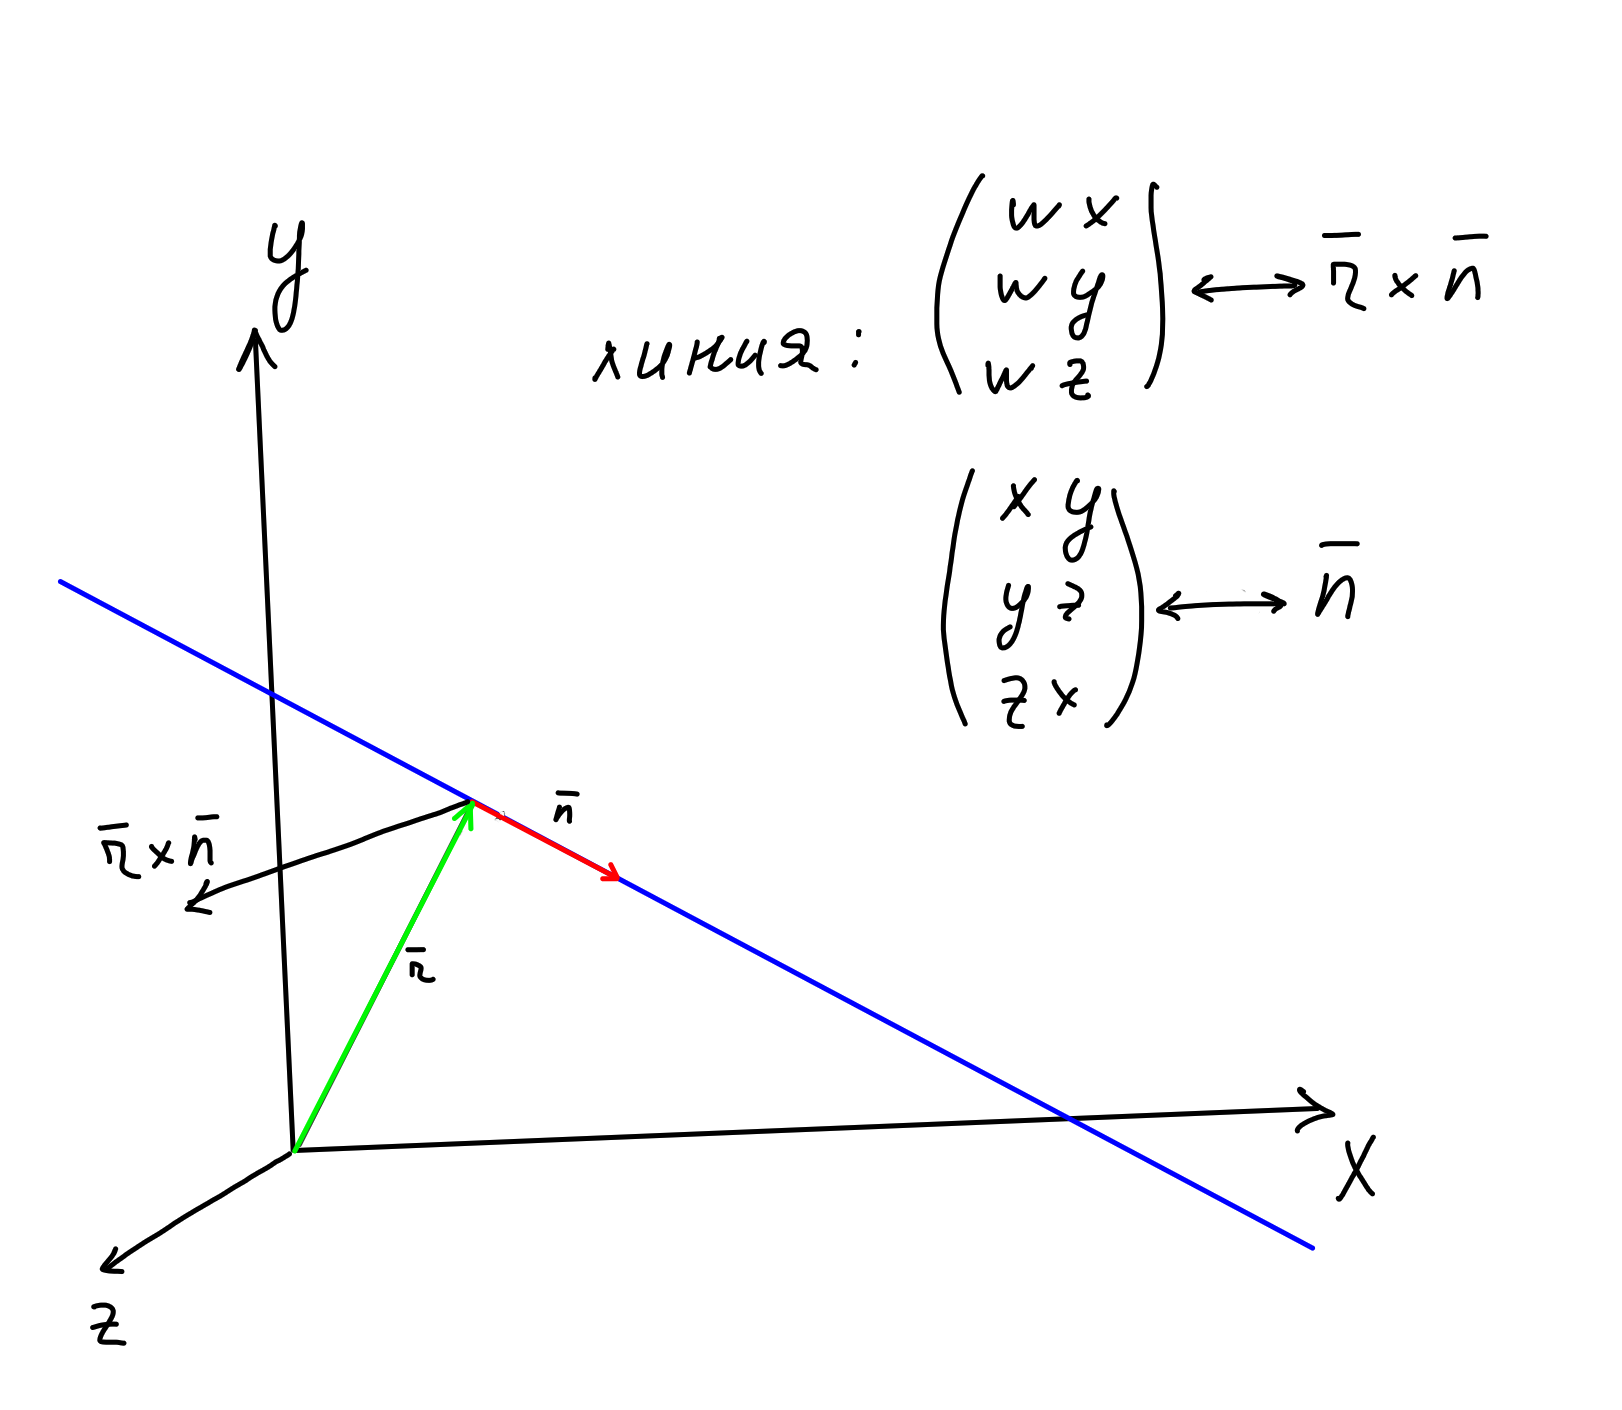 y
w x
w y ↔ r̅ × n̅
линия :
w z
x y
y z ↔ n̅
z x
n̅
r̅ × n̅
r̅
X
z